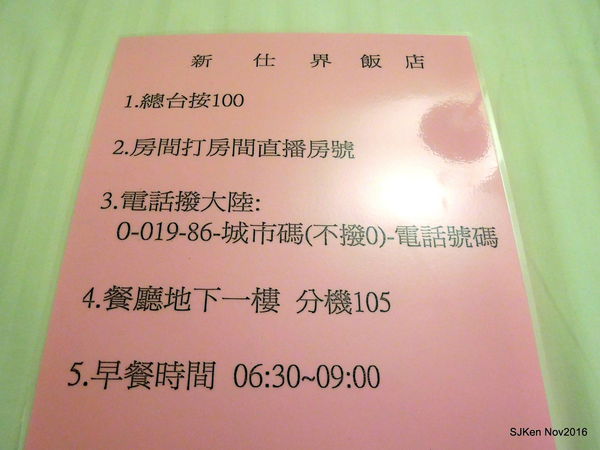 新仕界飯店
1.總台按100
2.房間打房間直播房號
3.電話撥大陸:
0-019-86-城市碼(不撥0)-電話號碼
4.餐廳地下一樓 分機105
5.早餐時間 06:30~09:00
SJKen Nov2016